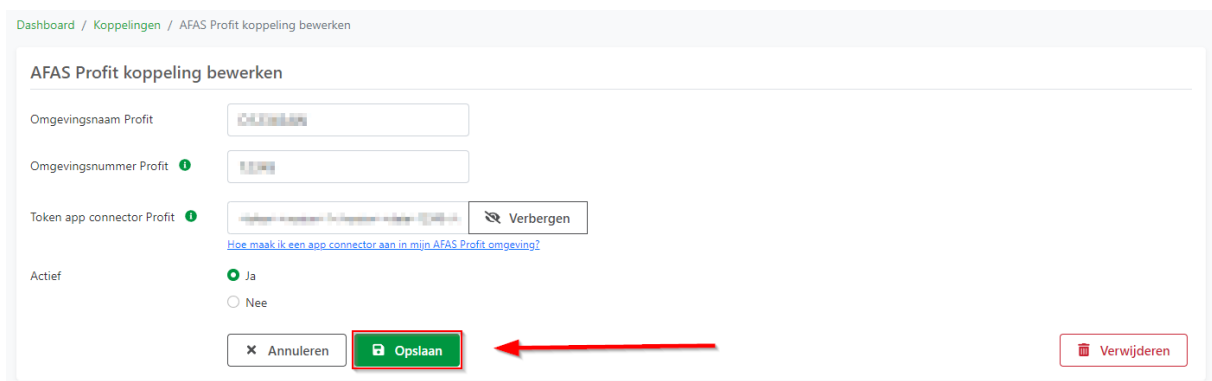 Dashboard / Koppelingen / AFAS Profit koppeling bewerken
AFAS Profit koppeling bewerken
Omgevingsnaam Profit
Omgevingsnummer Profit
Token app connector Profit Verbergen
Hoe maak ik een app connector aan in mijn AFAS Profit omgeving?
Actief Ja
Nee
Annuleren Opslaan Verwijderen